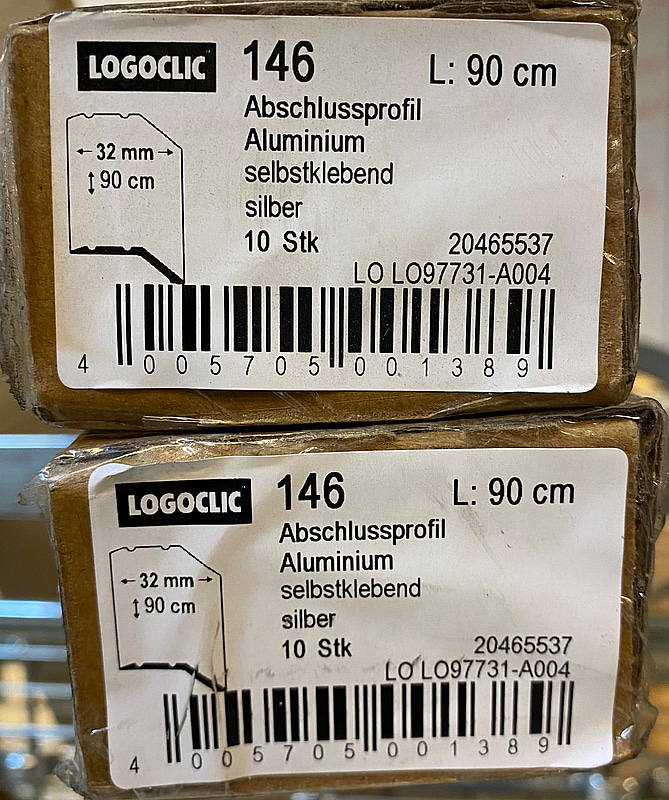 LOGOCLIC 146 L: 90 cm
Abschlussprofil
Aluminium
32 mm
selbstklebend
90 cm
silber
10 Stk 20465537
LO LO97731-A004
4 005705 001389
LOGOCLIC 146 L: 90 cm
Abschlussprofil
Aluminium
32 mm
selbstklebend
90 cm
silber
10 Stk 20465537
LO LO97731-A004
4 005705 001389